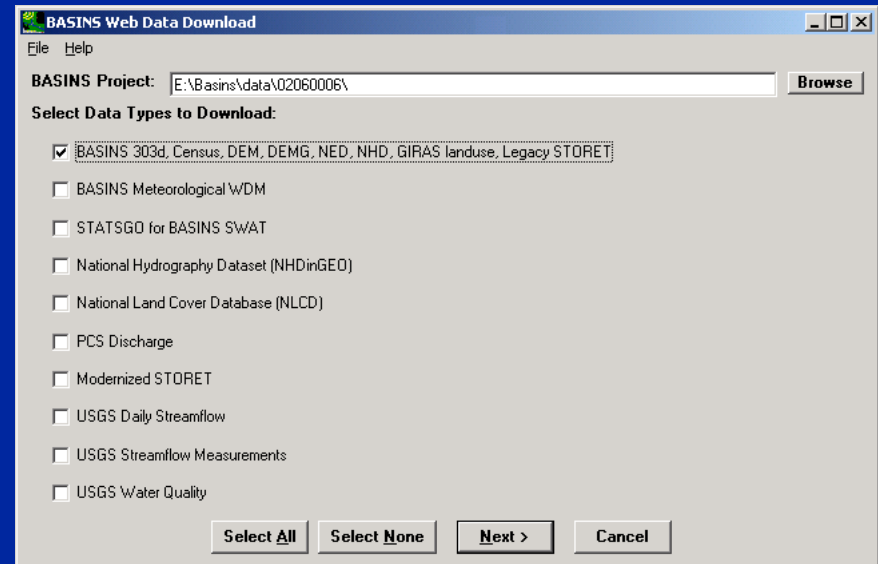 BASINS Web Data Download
File Help
BASINS Project: E:\Basins\data\02060006\ Browse
Select Data Types to Download:
BASINS 303d, Census, DEM, DEMG, NED, NHD, GIRAS landuse, Legacy STORET
BASINS Meteorological WDM
STATSGO for BASINS SWAT
National Hydrography Dataset (NHDinGEO)
National Land Cover Database (NLCD)
PCS Discharge
Modernized STORET
USGS Daily Streamflow
USGS Streamflow Measurements
USGS Water Quality
Select All Select None Next > Cancel